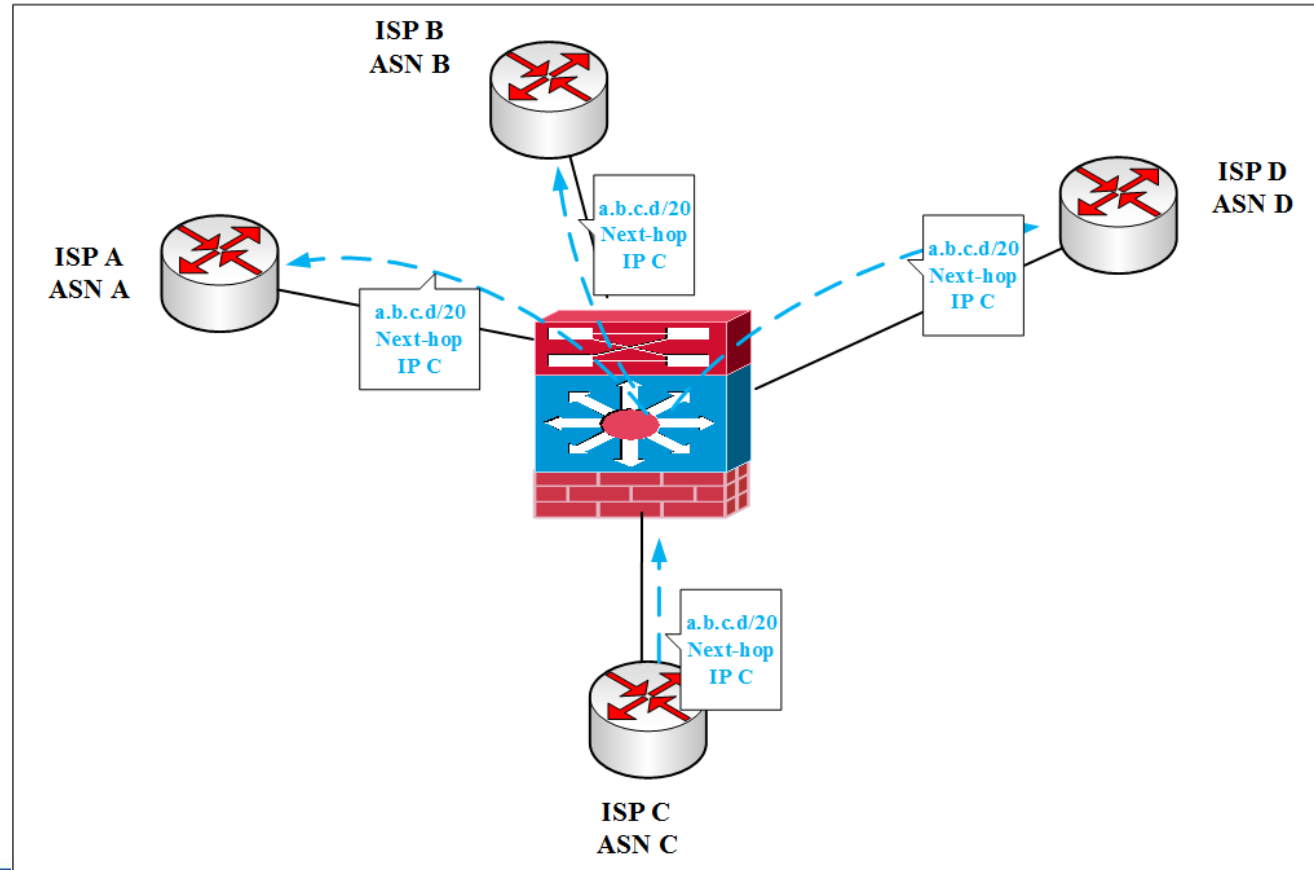 ISP B
ASN B
ISP D
ASN D
ISP A
ASN A
a.b.c.d/20
Next-hop
IP C
a.b.c.d/20
Next-hop
IP C
a.b.c.d/20
Next-hop
IP C
a.b.c.d/20
Next-hop
IP C
ISP C
ASN C